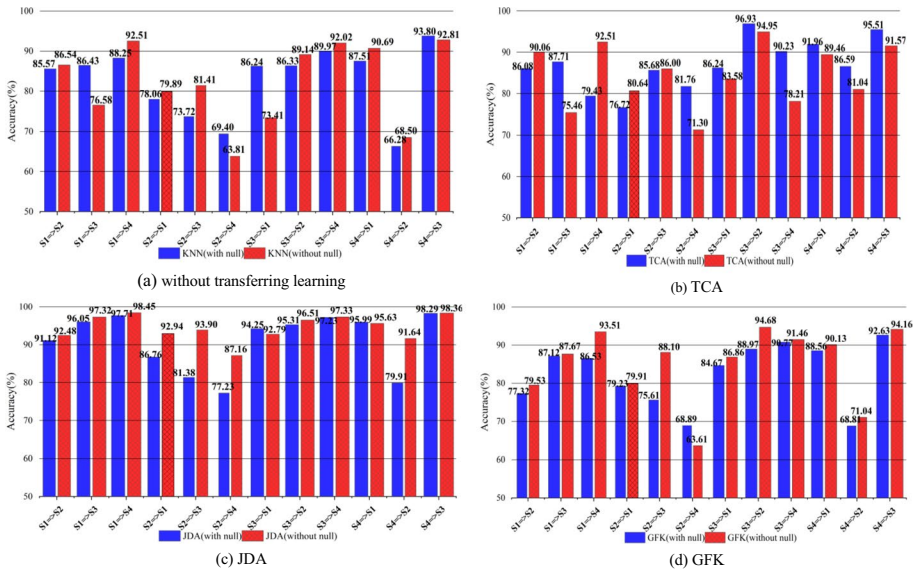 100
90
80
70
60
50
Accuracy(%)
85.57 86.54 86.43 76.58 88.25 92.51 78.06 79.89 73.72 81.41 69.40 63.81 86.24 73.41 86.33 89.14 89.97 92.02 87.51 90.69 66.28 68.50 93.80 92.81
S1=>S2 S1=>S3 S1=>S4 S2=>S1 S2=>S3 S2=>S4 S3=>S1 S3=>S2 S3=>S4 S4=>S1 S4=>S2 S4=>S3
KNN(with null) KNN(without null)
(a) without transferring learning
100
90
80
70
60
50
Accuracy(%)
86.08 90.06 87.71 75.46 79.43 92.51 76.72 80.64 85.68 86.00 81.76 71.30 86.24 83.58 96.93 94.95 90.23 78.21 91.96 89.46 86.59 81.04 95.51 91.57
S1=>S2 S1=>S3 S1=>S4 S2=>S1 S2=>S3 S2=>S4 S3=>S1 S3=>S2 S3=>S4 S4=>S1 S4=>S2 S4=>S3
TCA(with null) TCA(without null)
(b) TCA
100
90
80
70
60
50
Accuracy(%)
91.12 92.48 96.05 97.32 97.71 98.45 86.76 92.94 81.38 93.90 77.23 87.16 94.25 92.79 95.31 96.51 97.23 97.33 95.99 95.63 79.91 91.64 98.29 98.36
S1=>S2 S1=>S3 S1=>S4 S2=>S1 S2=>S3 S2=>S4 S3=>S1 S3=>S2 S3=>S4 S4=>S1 S4=>S2 S4=>S3
JDA(with null) JDA(without null)
(c) JDA
100
90
80
70
60
50
Accuracy(%)
77.32 79.53 87.12 87.67 86.53 93.51 79.23 79.91 75.61 88.10 68.89 63.61 84.67 86.86 88.97 94.68 90.77 91.46 88.56 90.13 68.81 71.04 92.63 94.16
S1=>S2 S1=>S3 S1=>S4 S2=>S1 S2=>S3 S2=>S4 S3=>S1 S3=>S2 S3=>S4 S4=>S1 S4=>S2 S4=>S3
GFK(with null) GFK(without null)
(d) GFK